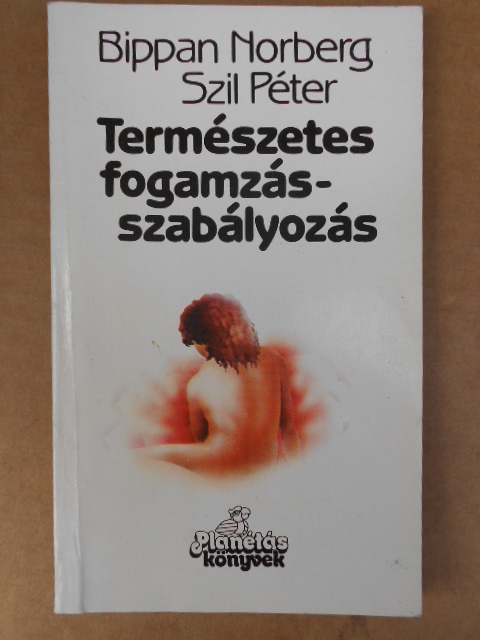 Bippan Norberg
Szil Péter
Természetes
fogamzás-
szabályozás
Planétás
könyvek